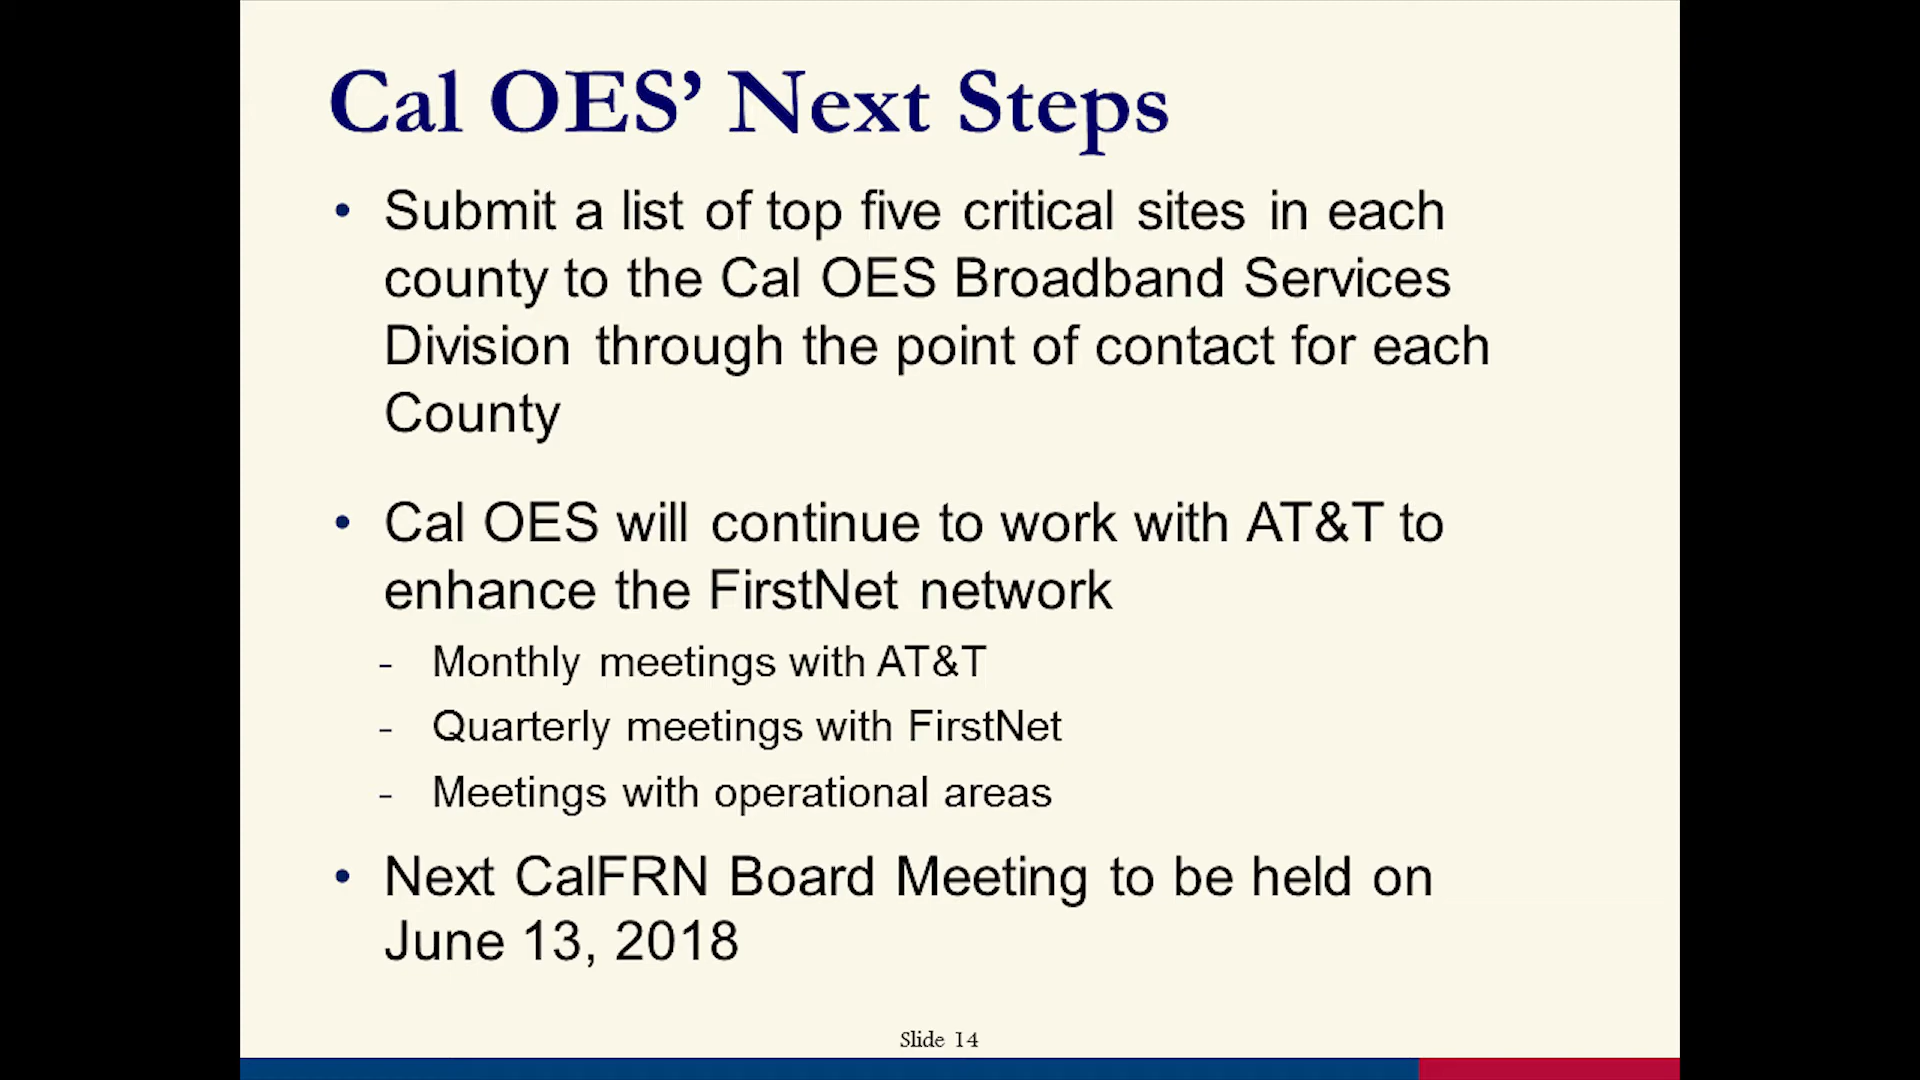 Cal OES’ Next Steps
• Submit a list of top five critical sites in each
county to the Cal OES Broadband Services
Division through the point of contact for each
County
• Cal OES will continue to work with AT&T to
enhance the FirstNet network
- Monthly meetings with AT&T
- Quarterly meetings with FirstNet
- Meetings with operational areas
• Next CalFRN Board Meeting to be held on
June 13, 2018
Slide 14